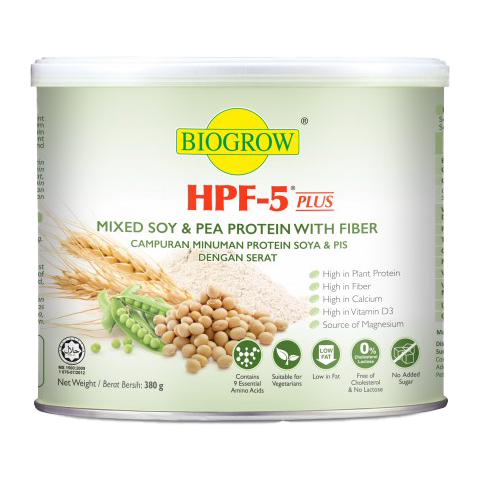 BIOGROW®
HPF-5® PLUS
MIXED SOY & PEA PROTEIN WITH FIBER
CAMPURAN MINUMAN PROTEIN SOYA & PIS
DENGAN SERAT
High in Plant Protein
High in Fiber
High in Calcium
High in Vitamin D3
Source of Magnesium
LOW
FAT
0%
Cholesterol
Lactose
Contains
9 Essential
Amino Acids
Suitable for
Vegetarians
Low in Fat
Free of
Cholesterol
& No Lactose
No Added
Sugar
Net Weight / Berat Bersih: 380 g